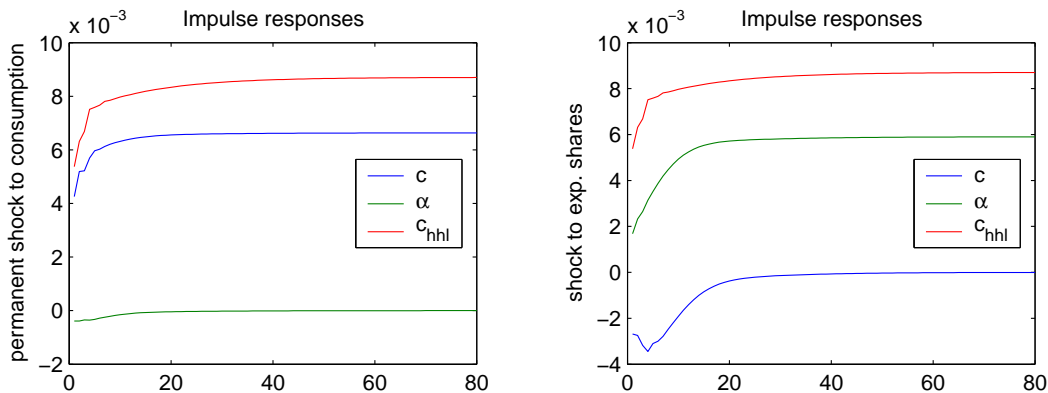 x 10⁻³
Impulse responses
permanent shock to consumption
10
8
6
4
2
0
−2
0 20 40 60 80
c
α
c_hhl
x 10⁻³
Impulse responses
shock to exp. shares
10
8
6
4
2
0
−2
−4
0 20 40 60 80
c
α
c_hhl